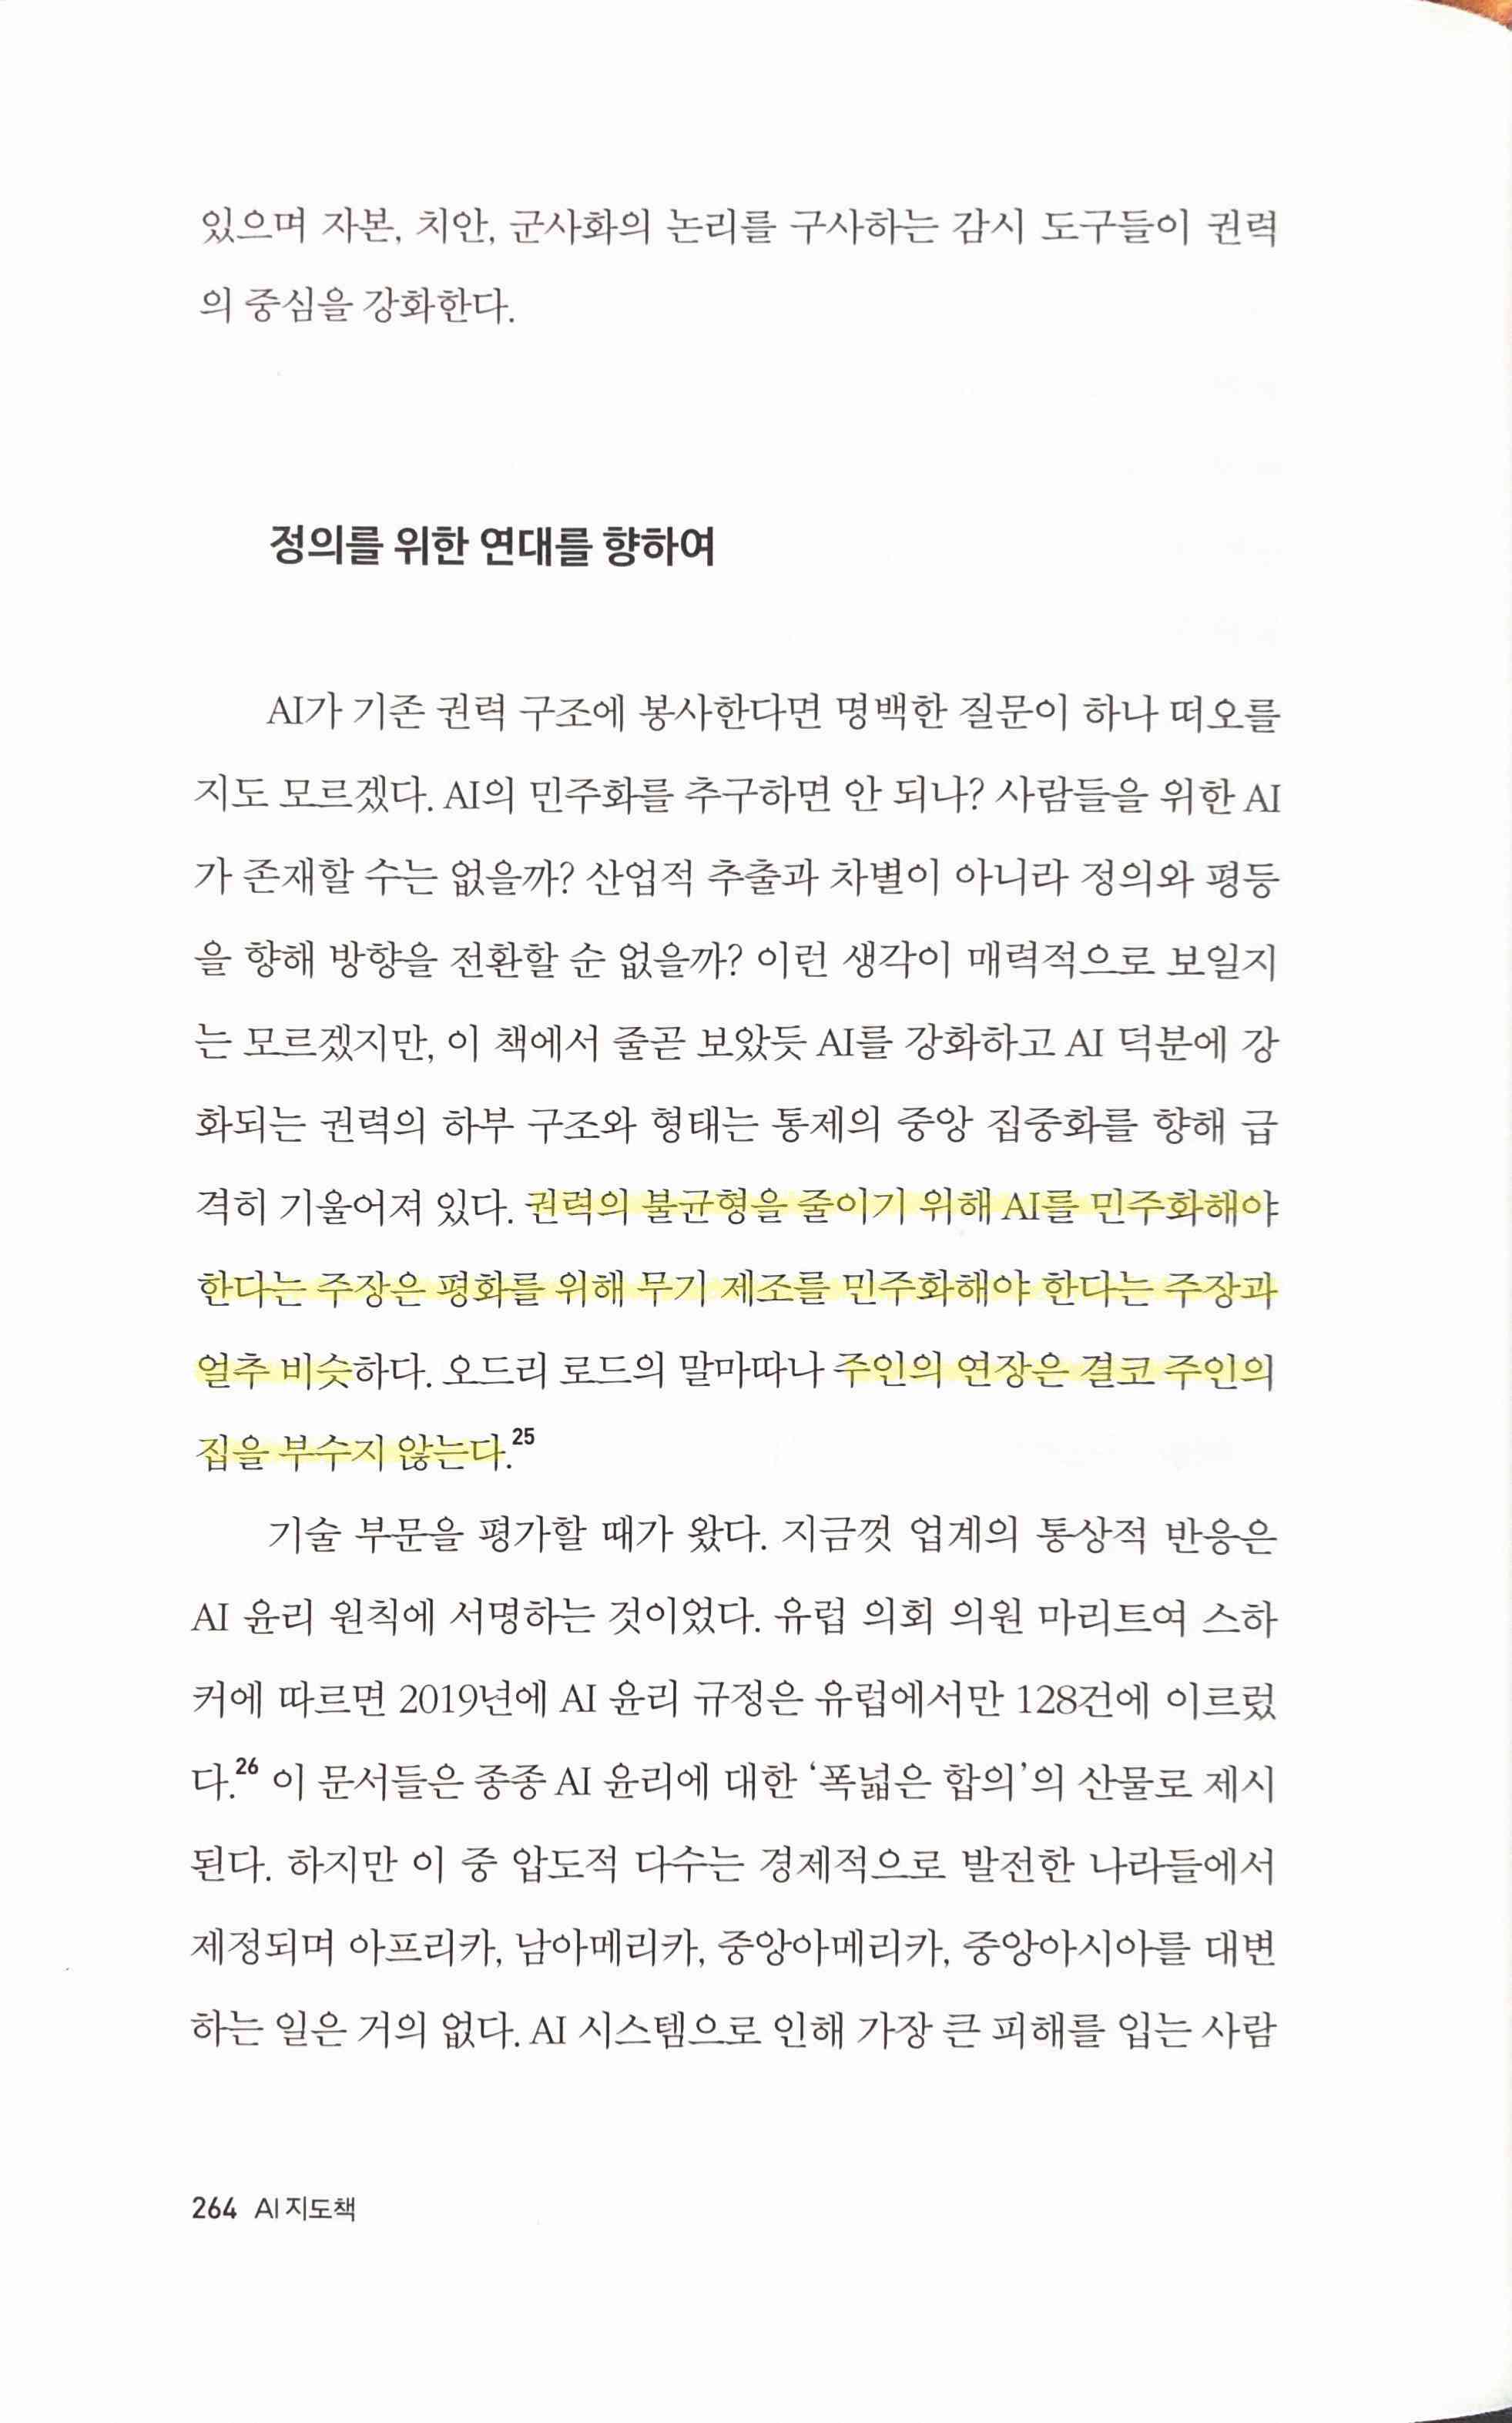 있으며 자본, 치안, 군사화의 논리를 구사하는 감시 도구들이 권력
의 중심을 강화한다.
정의를 위한 연대를 향하여
AI가 기존 권력 구조에 봉사한다면 명백한 질문이 하나 떠오를
지도 모르겠다. AI의 민주화를 추구하면 안 되나? 사람들을 위한 AI
가 존재할 수는 없을까? 산업적 추출과 차별이 아니라 정의와 평등
을 향해 방향을 전환할 순 없을까? 이런 생각이 매력적으로 보일지
는 모르겠지만, 이 책에서 줄곧 보았듯 AI를 강화하고 AI 덕분에 강
화되는 권력의 하부 구조와 형태는 통제의 중앙 집중화를 향해 급
격히 기울어져 있다. 권력의 불균형을 줄이기 위해 AI를 민주화해야
한다는 주장은 평화를 위해 무기 제조를 민주화해야 한다는 주장과
얼추 비슷하다. 오드리 로드의 말마따나 주인의 연장은 결코 주인의
집을 부수지 않는다.25
기술 부문을 평가할 때가 왔다. 지금껏 업계의 통상적 반응은
AI 윤리 원칙에 서명하는 것이었다. 유럽 의회 의원 마리트여 스하
커에 따르면 2019년에 AI 윤리 규정은 유럽에서만 128건에 이르렀
다.26 이 문서들은 종종 AI 윤리에 대한 ‘폭넓은 합의’의 산물로 제시
된다. 하지만 이 중 압도적 다수는 경제적으로 발전한 나라들에서
제정되며 아프리카, 남아메리카, 중앙아메리카, 중앙아시아를 대변
하는 일은 거의 없다. AI 시스템으로 인해 가장 큰 피해를 입는 사람
264 AI 지도책